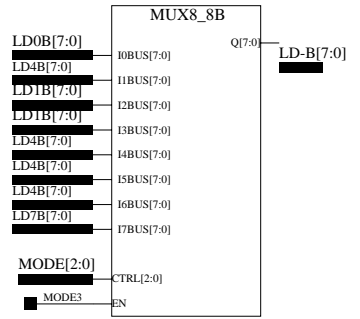 MUX8_8B
LD0B[7:0]
I0BUS[7:0]
Q[7:0]
LD-B[7:0]
LD4B[7:0]
I1BUS[7:0]
LD1B[7:0]
I2BUS[7:0]
LD1B[7:0]
I3BUS[7:0]
LD4B[7:0]
I4BUS[7:0]
LD4B[7:0]
I5BUS[7:0]
LD4B[7:0]
I6BUS[7:0]
LD7B[7:0]
I7BUS[7:0]
MODE[2:0]
CTRL[2:0]
MODE3
EN